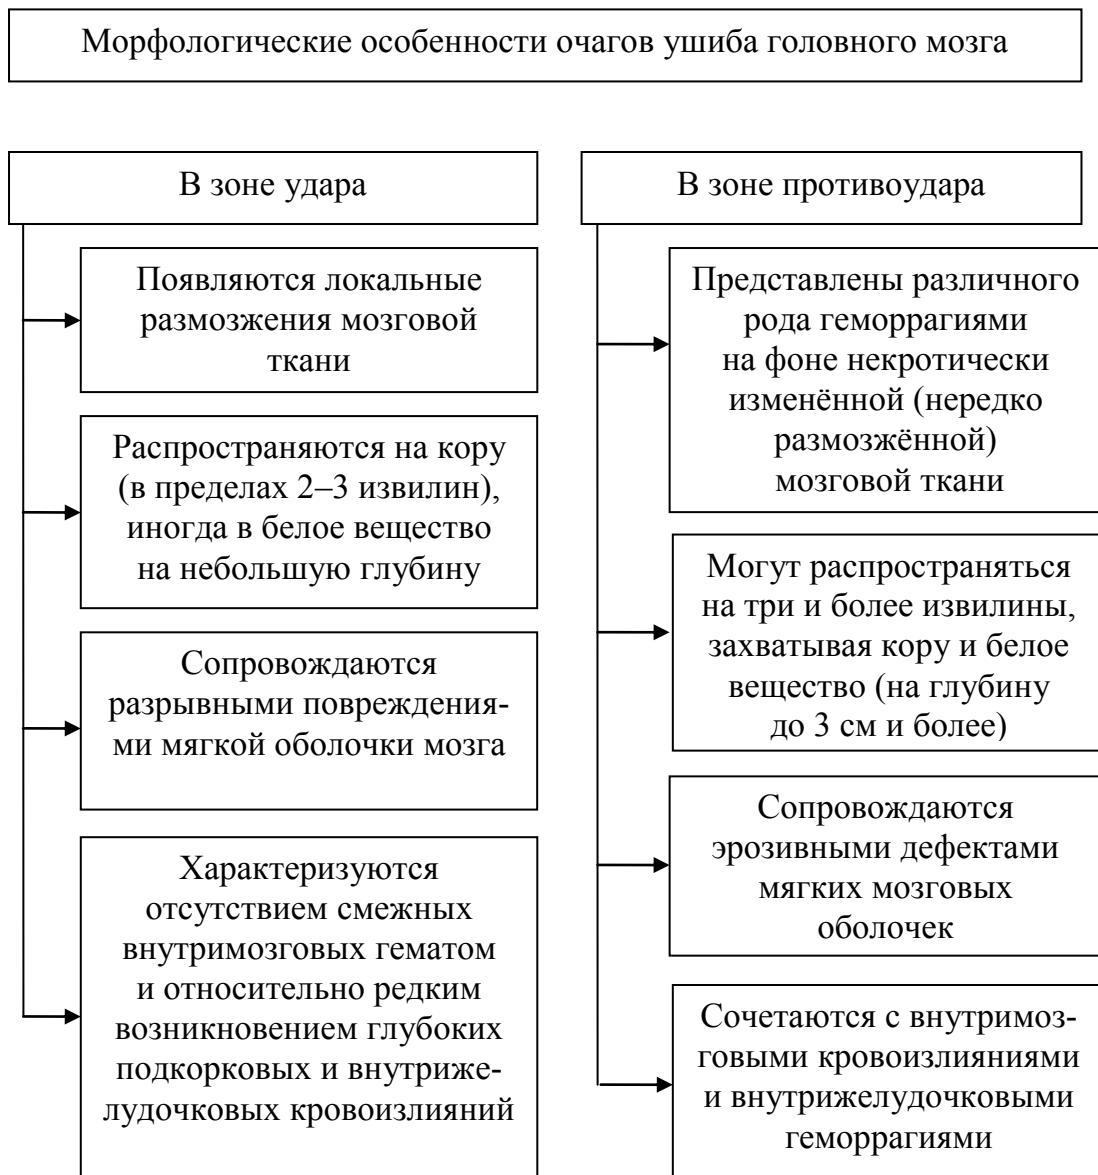 Морфологические особенности очагов ушиба головного мозга
В зоне удара
Появляются локальные
размозжения мозговой
ткани
Распространяются на кору
(в пределах 2–3 извилин),
иногда в белое вещество
на небольшую глубину
Сопровождаются
разрывными повреждения-
ми мягкой оболочки мозга
Характеризуются
отсутствием смежных
внутримозговых гематом
и относительно редким
возникновением глубоких
подкорковых и внутриже-
лудочковых кровоизлияний
В зоне противоудара
Представлены различного
рода геморрагиями
на фоне некротически
изменённой (нередко
размозжённой)
мозговой ткани
Могут распространяться
на три и более извилины,
захватывая кору и белое
вещество (на глубину
до 3 см и более)
Сопровождаются
эрозивными дефектами
мягких мозговых
оболочек
Сочетаются с внутримоз-
говыми кровоизлияниями
и внутрижелудочковыми
геморрагиями